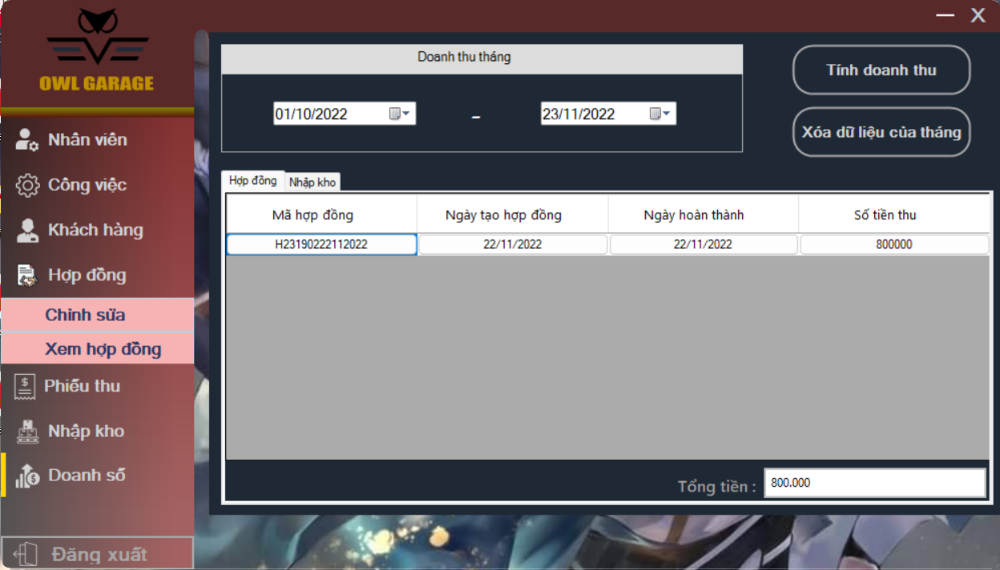 X
OWL GARAGE
Nhân viên
Công việc
Khách hàng
Hợp đồng
Chỉnh sửa
Xem hợp đồng
Phiếu thu
Nhập kho
Doanh số
Đăng xuất
Doanh thu tháng
01/10/2022 - 23/11/2022
Tính doanh thu
Xóa dữ liệu của tháng
Hợp đồng Nhập kho
Mã hợp đồng Ngày tạo hợp đồng Ngày hoàn thành Số tiền thu
H23190222112022 22/11/2022 22/11/2022 800000
Tổng tiền : 800.000